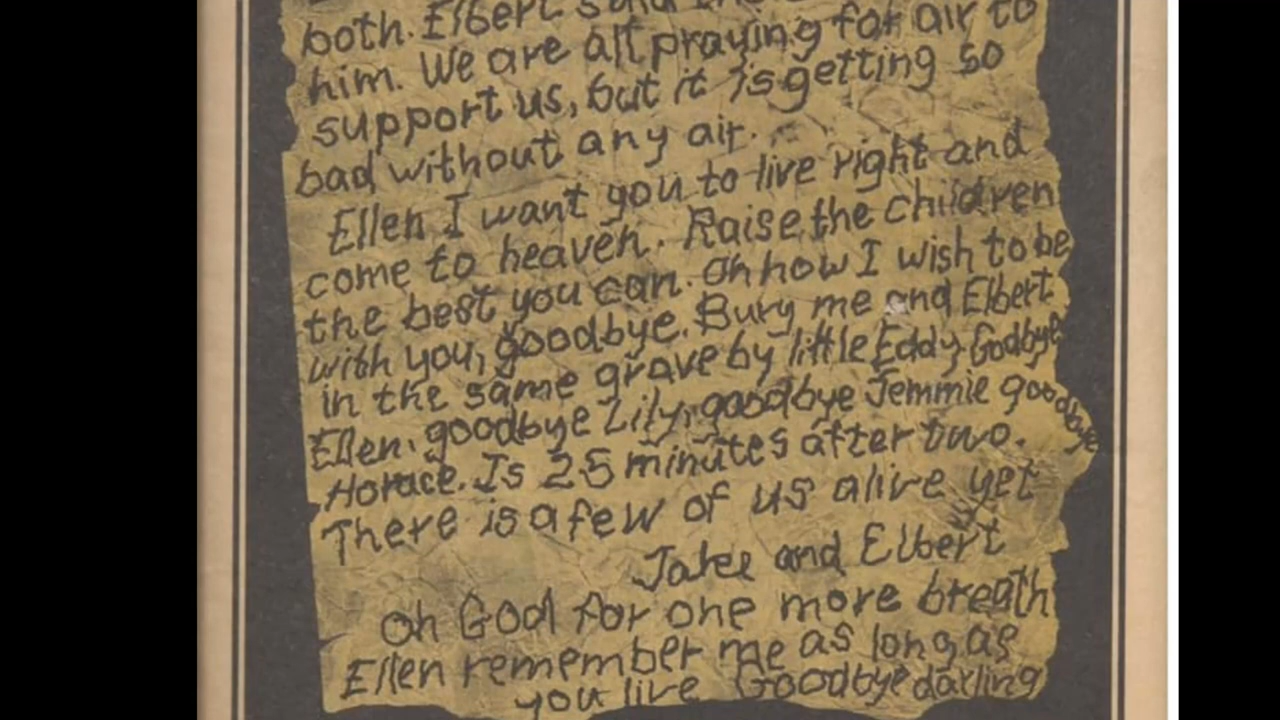 both. Elbert said the
him. We are all praying for air to
support us, but it is getting so
bad without any air.
Ellen I want you to live right and
come to heaven. Raise the children
the best you can. Oh how I wish to be
with you, goodbye. Bury me and Elbert
in the same grave by little Eddy. Godbye
Ellen, goodbye Lily, goodbye Jemmie goodbye
Horace. Is 25 minutes after two.
There is a few of us alive yet
Jake and Elbert
Oh God for one more breath
Ellen remember me as long as
you live Goodbye darling